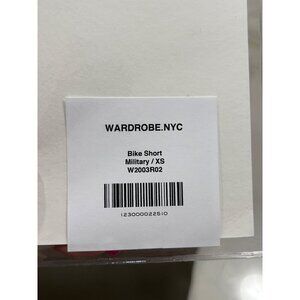 WARDROBE.NYC
Bike Short
Military / XS
W2003R02
123000022510